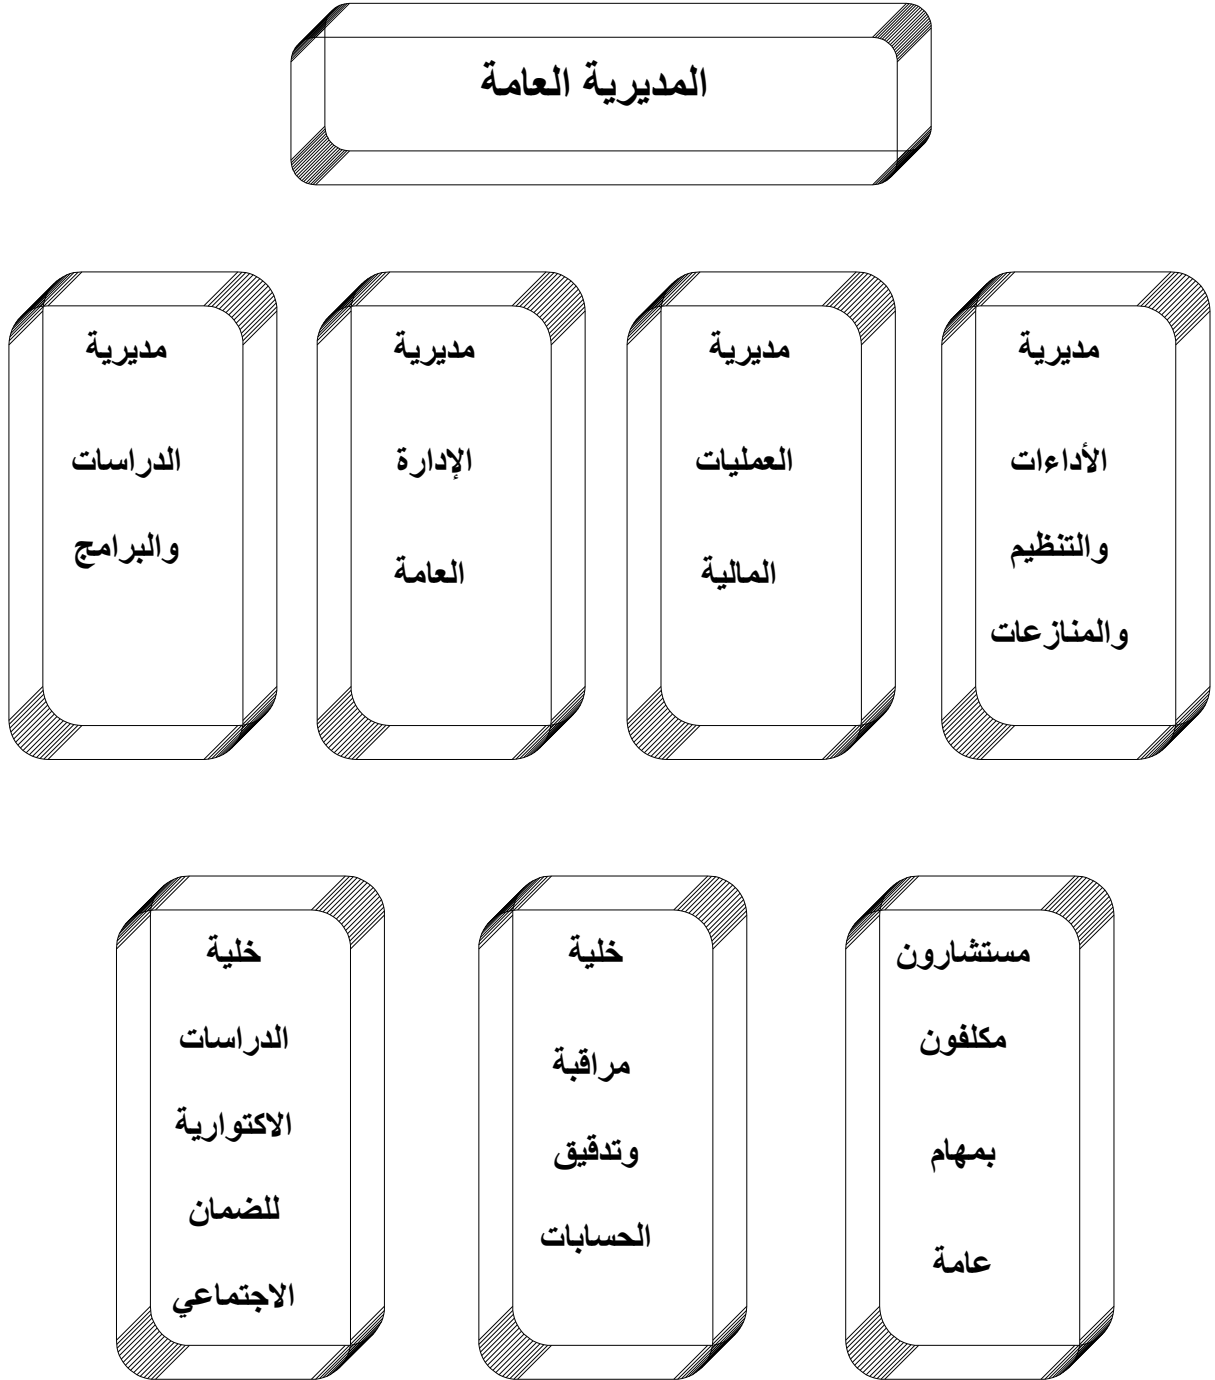 المديرية العامة
مديرية
الأداءات
والتنظيم
والمنازعات
مديرية
العمليات
المالية
مديرية
الإدارة
العامة
مديرية
الدراسات
والبرامج
مستشارون
مكلفون
بمهام
عامة
خلية
مراقبة
وتدقيق
الحسابات
خلية
الدراسات
الاكتوارية
للضمان
الاجتماعي